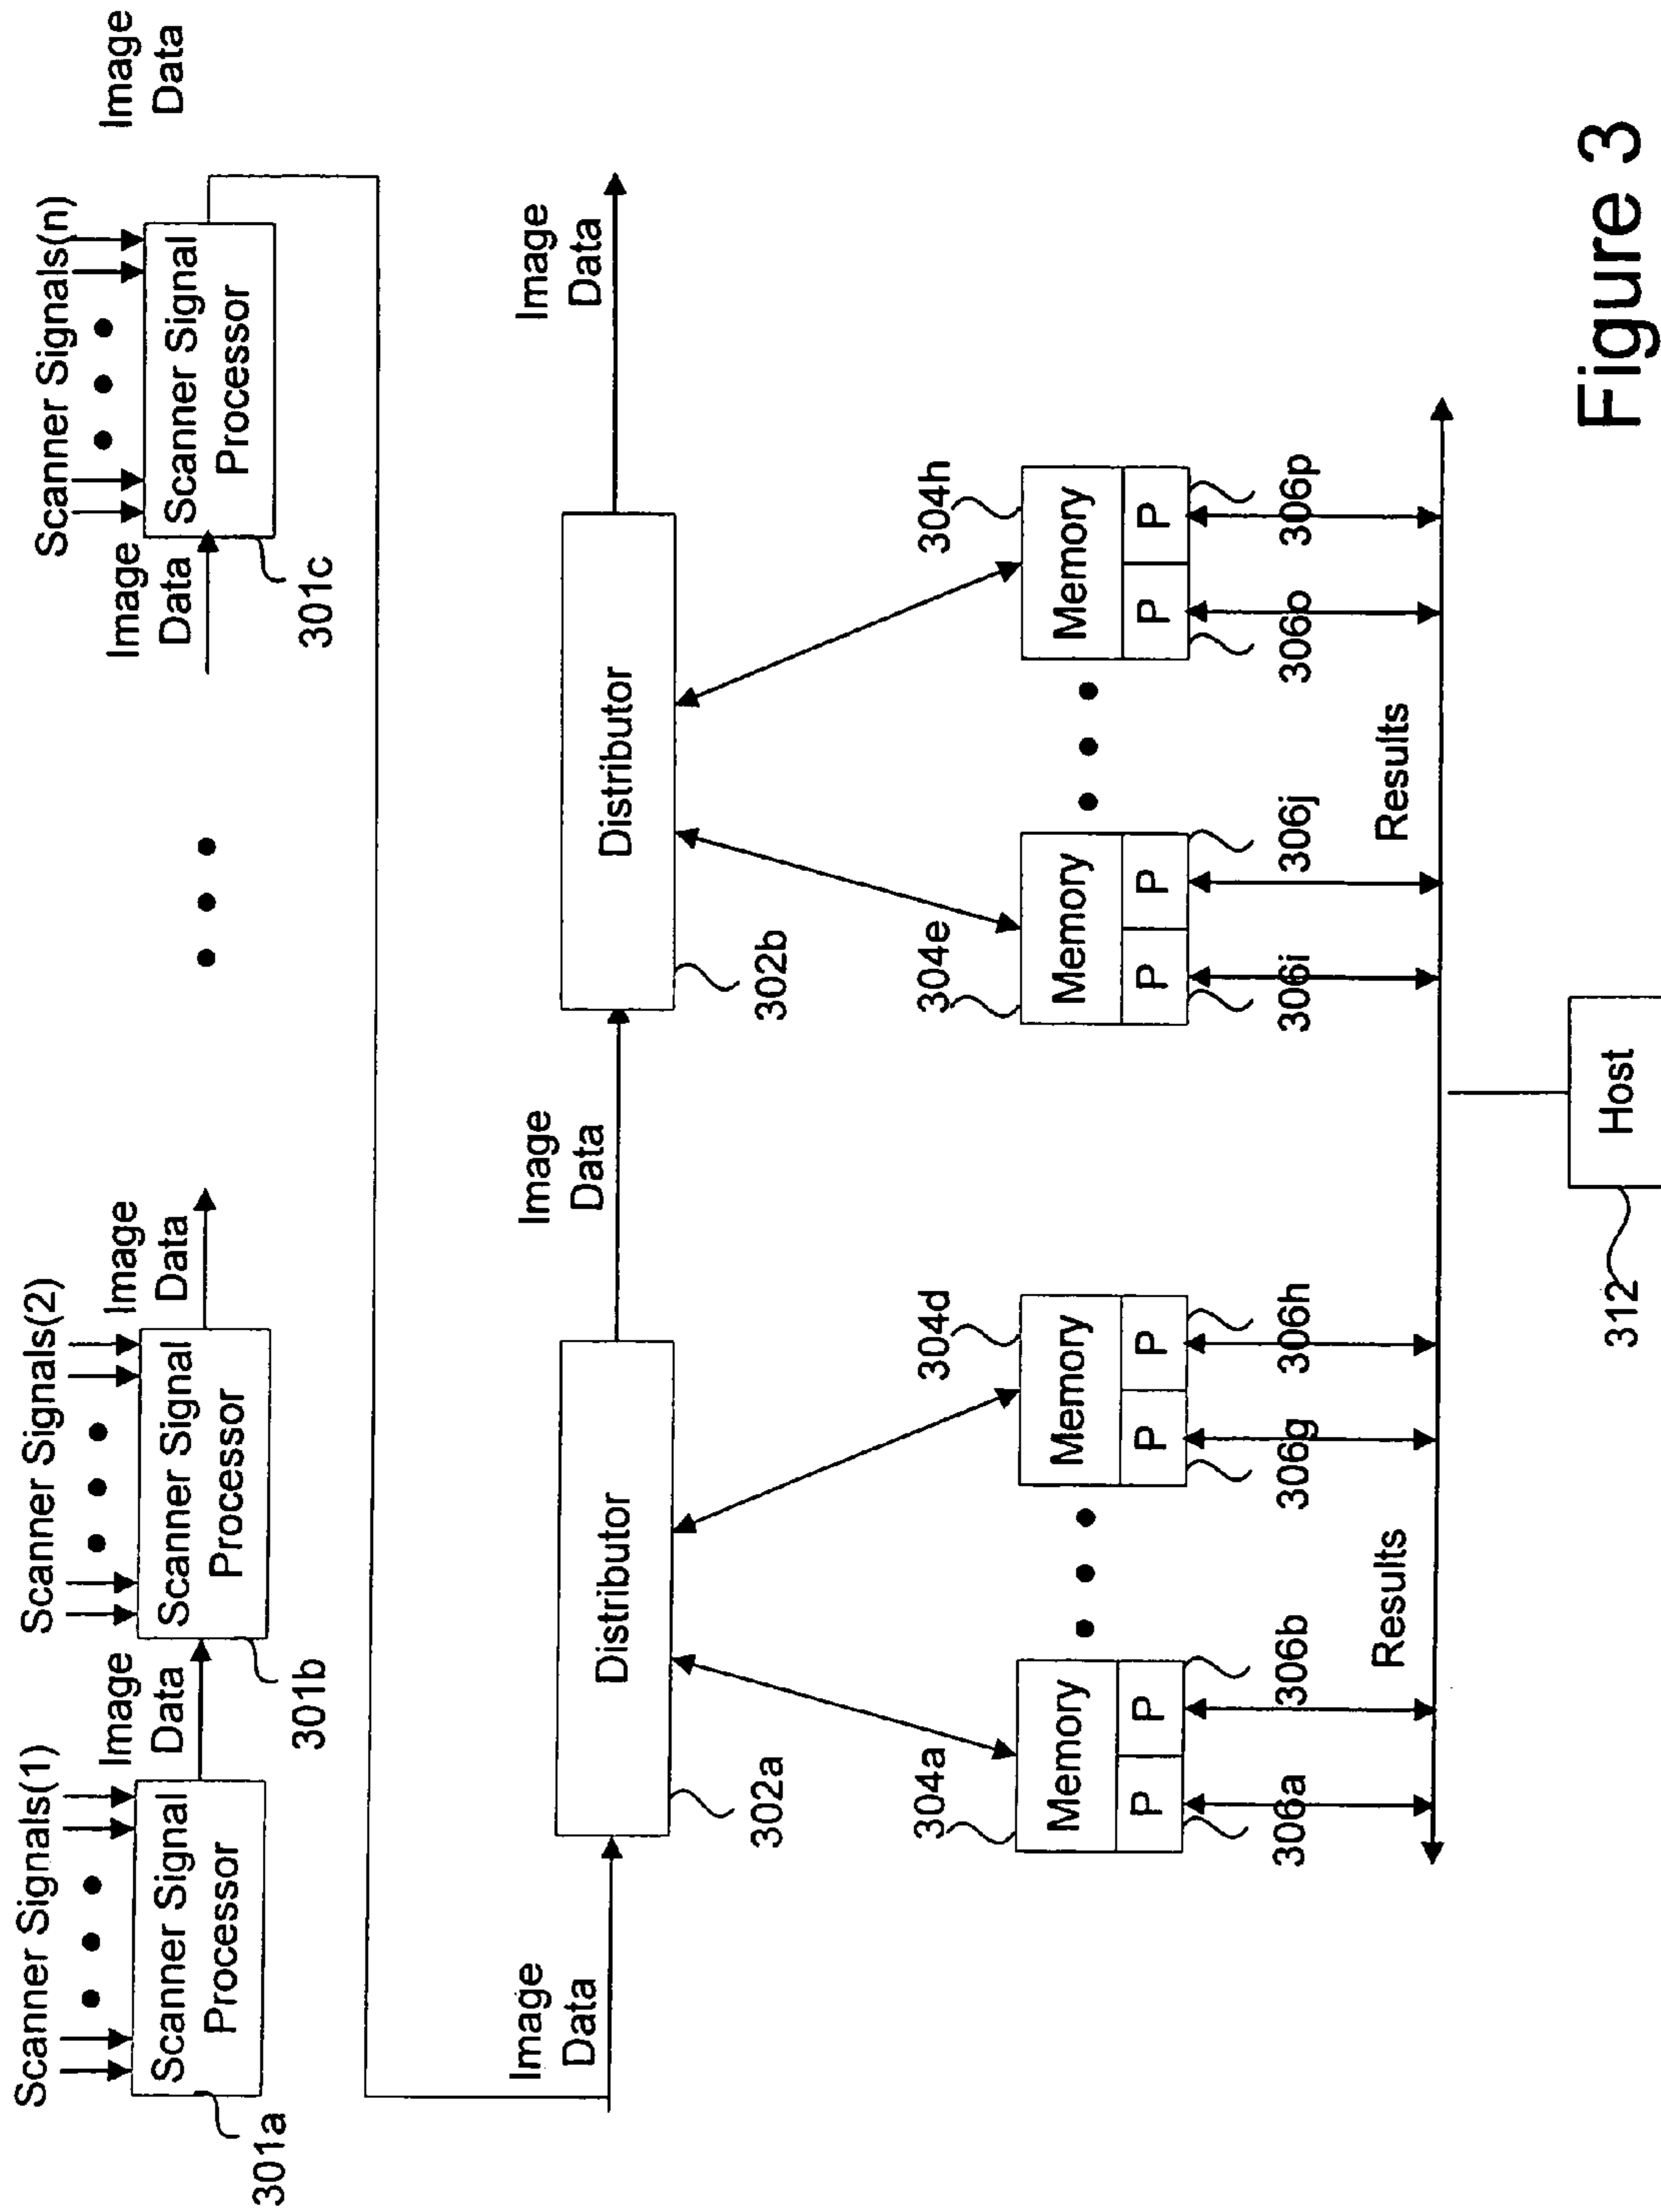 Scanner Signals(1)
Scanner Signals(2)
Scanner Signals(n)
Scanner Signal
Processor
301a
Image
Data
Scanner Signal
Processor
301b
Image
Data
Image
Data
Scanner Signal
Processor
301c
Image
Data
Image
Data
Distributor
302a
Image
Data
Distributor
302b
Image
Data
304a
Memory
P
P
306a
306b
304d
Memory
P
P
306g
306h
304e
Memory
P
P
306i
306j
304h
Memory
P
P
306o
306p
Results
Results
Host
312
Figure 3